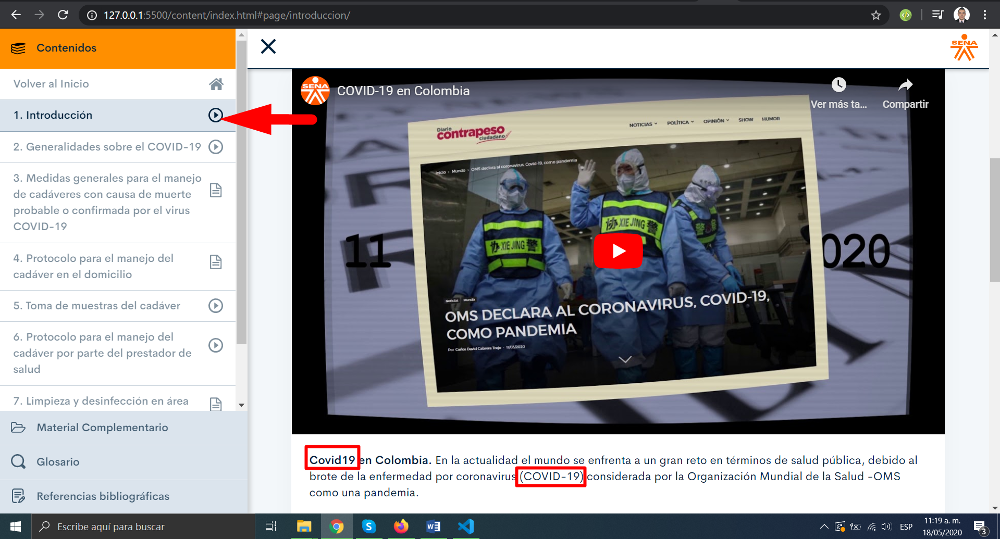 127.0.0.1:5500/content/index.html#page/introduccion/
Contenidos
Volver al Inicio
1. Introducción
2. Generalidades sobre el COVID-19
3. Medidas generales para el manejo
de cadáveres con causa de muerte
probable o confirmada por el virus
COVID-19
4. Protocolo para el manejo del
cadáver en el domicilio
5. Toma de muestras del cadáver
6. Protocolo para el manejo del
cadáver por parte del prestador de
salud
7. Limpieza y desinfección en área
Material Complementario
Glosario
Referencias bibliográficas
SENA
SENA
COVID-19 en Colombia
Ver más ta...
Compartir
Diario
contrapeso
ciudadano
NOTICIAS POLÍTICA OPINIÓN SHOW HUMOR
Inicio › Mundo › OMS declara al coronavirus, Covid-19, como pandemia
协 XIE JING 警
协 XIE JING 警
11
2020
Noticias Mundo
OMS DECLARA AL CORONAVIRUS, COVID-19,
COMO PANDEMIA
Por Carlos David Cabrera Trejo - 11/03/2020
Covid19 en Colombia. En la actualidad el mundo se enfrenta a un gran reto en términos de salud pública, debido al
brote de la enfermedad por coronavirus (COVID-19) considerada por la Organización Mundial de la Salud -OMS
como una pandemia.
Escribe aquí para buscar
ESP
11:19 a. m.
18/05/2020
3